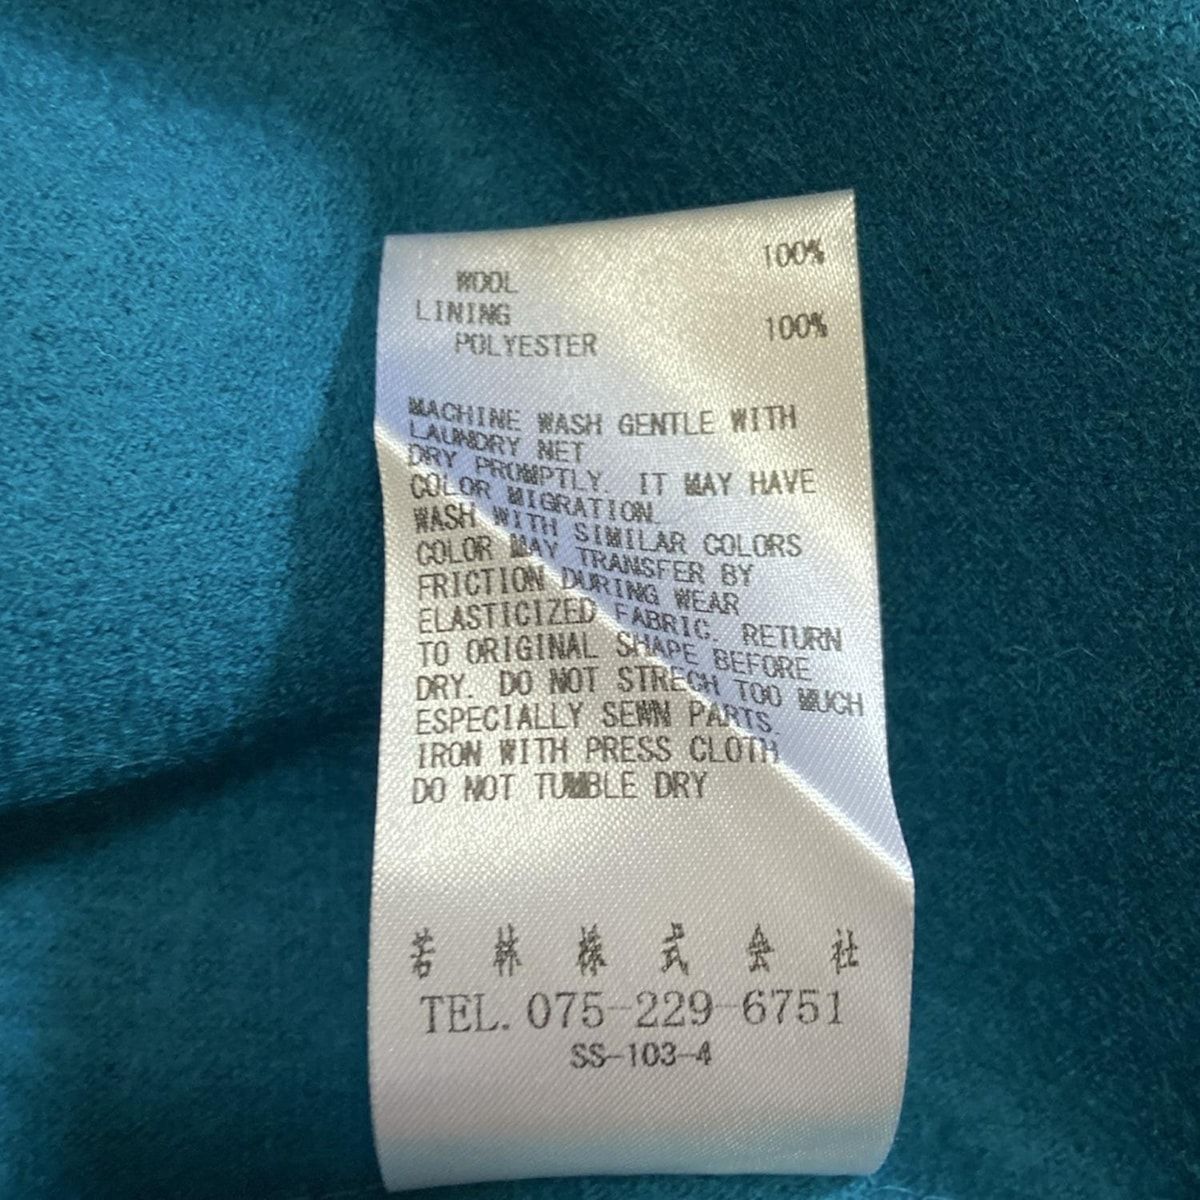 WOOL 100%
LINING
POLYESTER 100%
MACHINE WASH GENTLE WITH
LAUNDRY NET
DRY PROMPTLY. IT MAY HAVE
COLOR MIGRATION.
WASH WITH SIMILAR COLORS
COLOR MAY TRANSFER BY
FRICTION DURING WEAR
ELASTICIZED FABRIC. RETURN
TO ORIGINAL SHAPE BEFORE
DRY. DO NOT STRECH TOO MUCH
ESPECIALLY SEWN PARTS.
IRON WITH PRESS CLOTH
DO NOT TUMBLE DRY
若林株式会社
TEL. 075-229-6751
SS-103-4